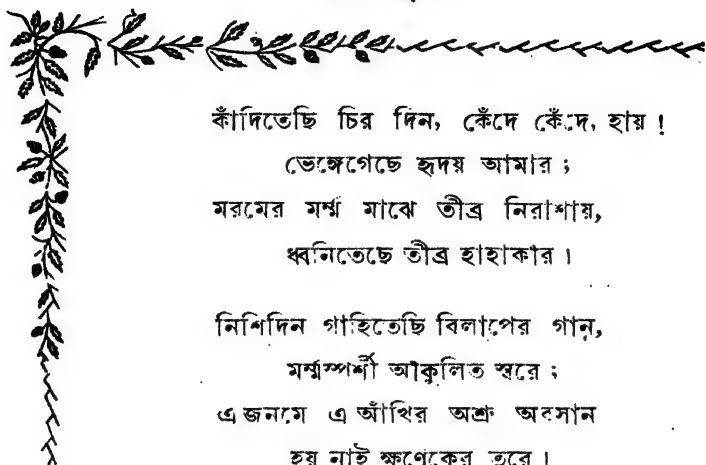 কাঁদিতেছি চির দিন, কেঁদে কেঁদে, হায় !
ভেঙ্গেগেছে হৃদয় আমার ;
মরমের মর্ম্ম মাঝে তীব্র নিরাশায়,
ধ্বনিতেছে তীব্র হাহাকার ।
নিশিদিন গাহিতেছি বিলাপের গান,
মর্ম্মস্পর্শী আকুলিত স্বরে ;
এ জনমে এ আঁখির অশ্রু অবসান
হয় নাই ক্ষণেকের তরে ।